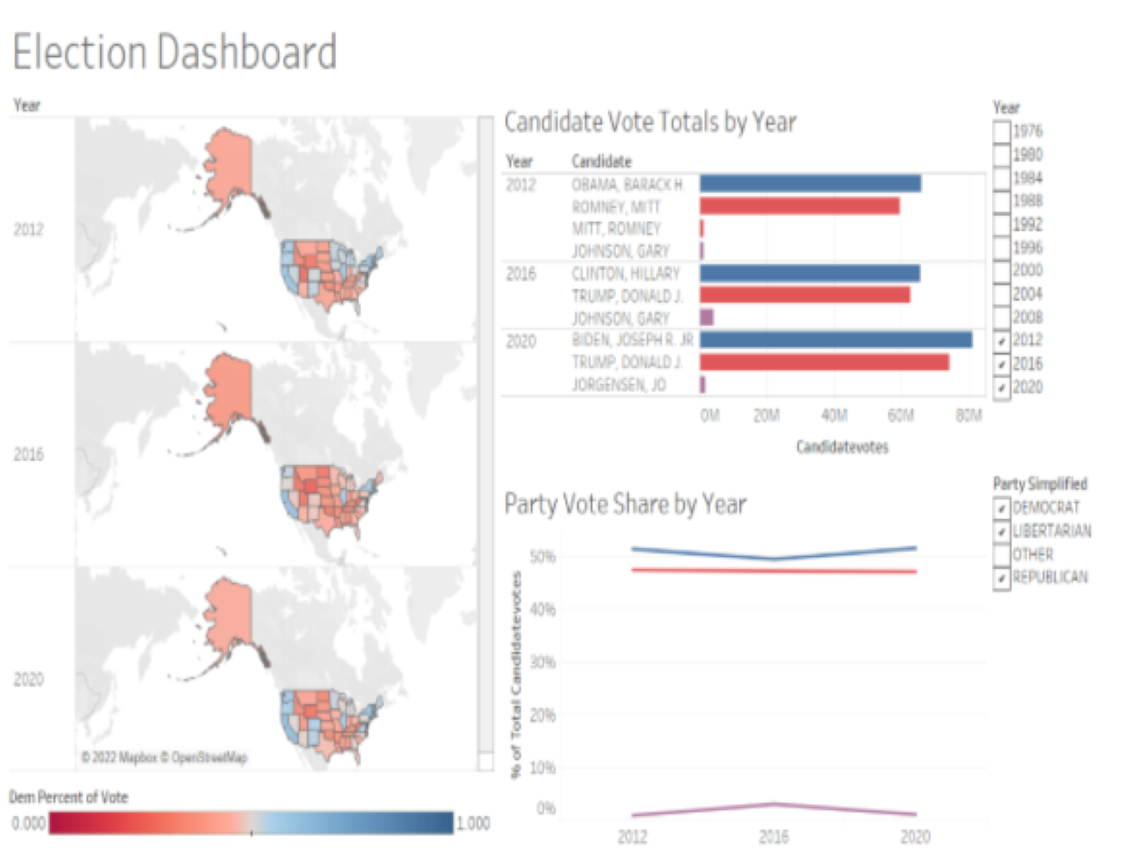 Election Dashboard
Year
2012
2016
2020
© 2022 Mapbox © OpenStreetMap
Dem Percent of Vote
0.000 1.000
Candidate Vote Totals by Year
Year Candidate
2012 OBAMA, BARACK H.
ROMNEY, MITT
MITT, ROMNEY
JOHNSON, GARY
2016 CLINTON, HILLARY
TRUMP, DONALD J.
JOHNSON, GARY
2020 BIDEN, JOSEPH R. JR
TRUMP, DONALD J.
JORGENSEN, JO
0M 20M 40M 60M 80M
Candidatevotes
Year
1976
1980
1984
1988
1992
1996
2000
2004
2008
2012
2016
2020
Party Vote Share by Year
% of Total Candidatevotes
50%
40%
30%
20%
10%
0%
2012 2016 2020
Party Simplified
DEMOCRAT
LIBERTARIAN
OTHER
REPUBLICAN